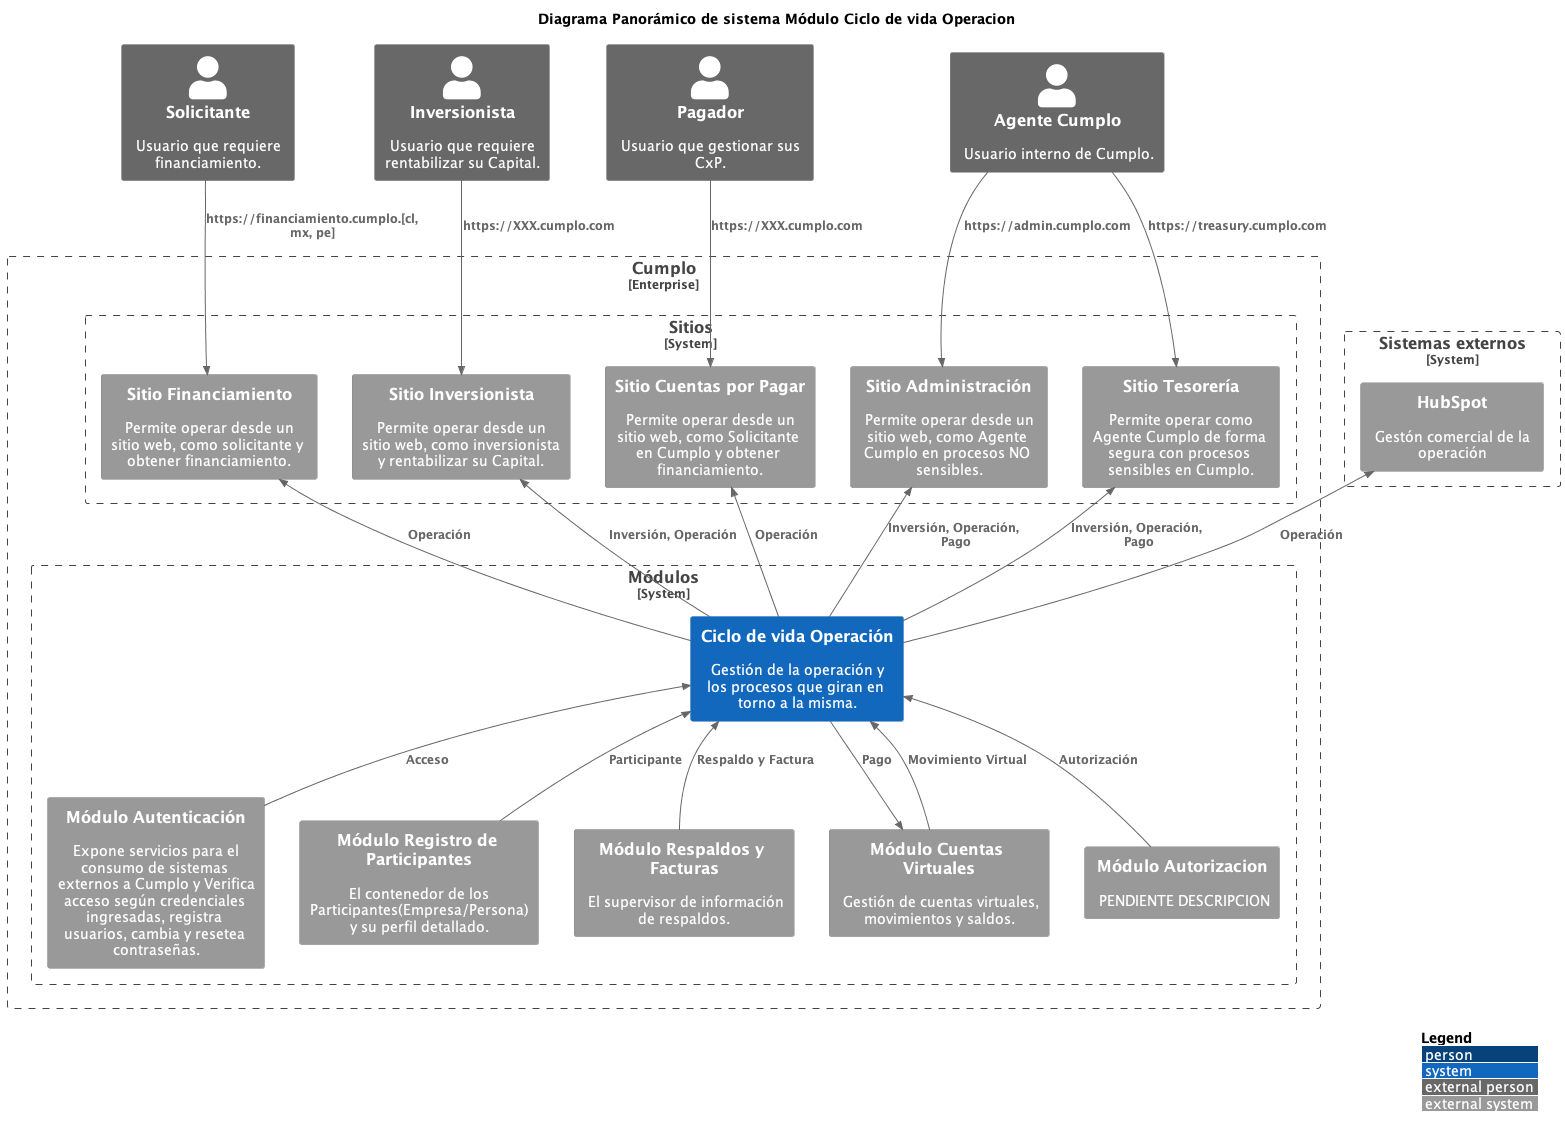 Diagrama Panorámico de sistema Módulo Ciclo de vida Operacion
Solicitante
Usuario que requiere
financiamiento.
Inversionista
Usuario que requiere
rentabilizar su Capital.
Pagador
Usuario que gestionar sus
CxP.
Agente Cumplo
Usuario interno de Cumplo.
https://financiamiento.cumplo.[cl,
mx, pe]
https://XXX.cumplo.com
https://XXX.cumplo.com
https://admin.cumplo.com
https://treasury.cumplo.com
Cumplo
[Enterprise]
Sitios
[System]
Sitio Financiamiento
Permite operar desde un
sitio web, como solicitante y
obtener financiamiento.
Sitio Inversionista
Permite operar desde un
sitio web, como inversionista
y rentabilizar su Capital.
Sitio Cuentas por Pagar
Permite operar desde un
sitio web, como Solicitante
en Cumplo y obtener
financiamiento.
Sitio Administración
Permite operar desde un
sitio web, como Agente
Cumplo en procesos NO
sensibles.
Sitio Tesorería
Permite operar como
Agente Cumplo de forma
segura con procesos
sensibles en Cumplo.
Sistemas externos
[System]
HubSpot
Gestón comercial de la
operación
Operación
Inversión, Operación
Operación
Inversión, Operación,
Pago
Inversión, Operación,
Pago
Operación
Módulos
[System]
Ciclo de vida Operación
Gestión de la operación y
los procesos que giran en
torno a la misma.
Acceso
Participante
Respaldo y Factura
Pago
Movimiento Virtual
Autorización
Módulo Autenticación
Expone servicios para el
consumo de sistemas
externos a Cumplo y Verifica
acceso según credenciales
ingresadas, registra
usuarios, cambia y resetea
contraseñas.
Módulo Registro de
Participantes
El contenedor de los
Participantes(Empresa/Persona)
y su perfil detallado.
Módulo Respaldos y
Facturas
El supervisor de información
de respaldos.
Módulo Cuentas
Virtuales
Gestión de cuentas virtuales,
movimientos y saldos.
Módulo Autorizacion
PENDIENTE DESCRIPCION
Legend
person
system
external person
external system